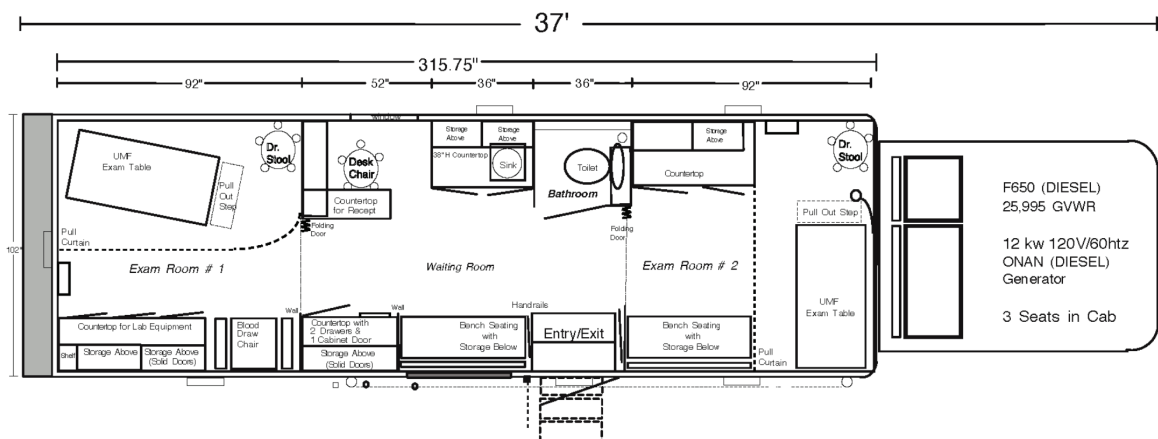 37'
315.75"
92"
52"
36"
36"
92"
102"
window
UMF
Exam Table
Pull
Out
Step
Pull
Curtain
Dr.
Stool
Desk
Chair
Countertop
for Recept
Folding
Door
Storage
Above
Storage
Above
38"H Countertop
Sink
Toilet
Bathroom
Folding
Door
Storage
Above
Countertop
Dr.
Stool
Pull Out Step
UMF
Exam Table
Pull
Curtain
Exam Room # 1
Waiting Room
Exam Room # 2
Wall
Wall
Handrails
Countertop for Lab Equipment
Shelf
Storage Above
Storage Above
(Solid Doors)
Blood
Draw
Chair
Countertop with
2 Drawers &
1 Cabinet Door
Storage Above
(Solid Doors)
Bench Seating
with
Storage Below
Entry/Exit
Bench Seating
with
Storage Below
F650 (DIESEL)
25,995 GVWR
12 kw 120V/60htz
ONAN (DIESEL)
Generator
3 Seats in Cab